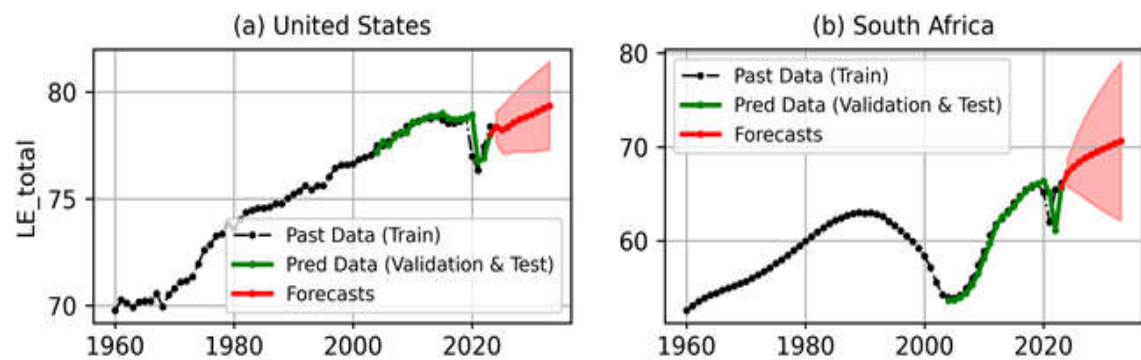 (a) United States
LE_total
80
75
70
Past Data (Train)
Pred Data (Validation & Test)
Forecasts
1960 1980 2000 2020
(b) South Africa
80
70
60
Past Data (Train)
Pred Data (Validation & Test)
Forecasts
1960 1980 2000 2020